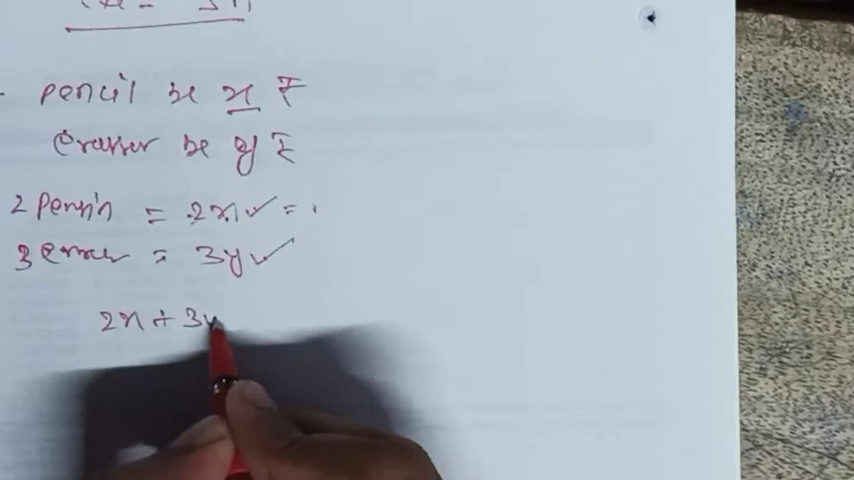 pencil be x ₹
Eraser be y ₹
2 Pencil = 2x ✓ =
3 Eraser = 3y ✓
2x + 3y